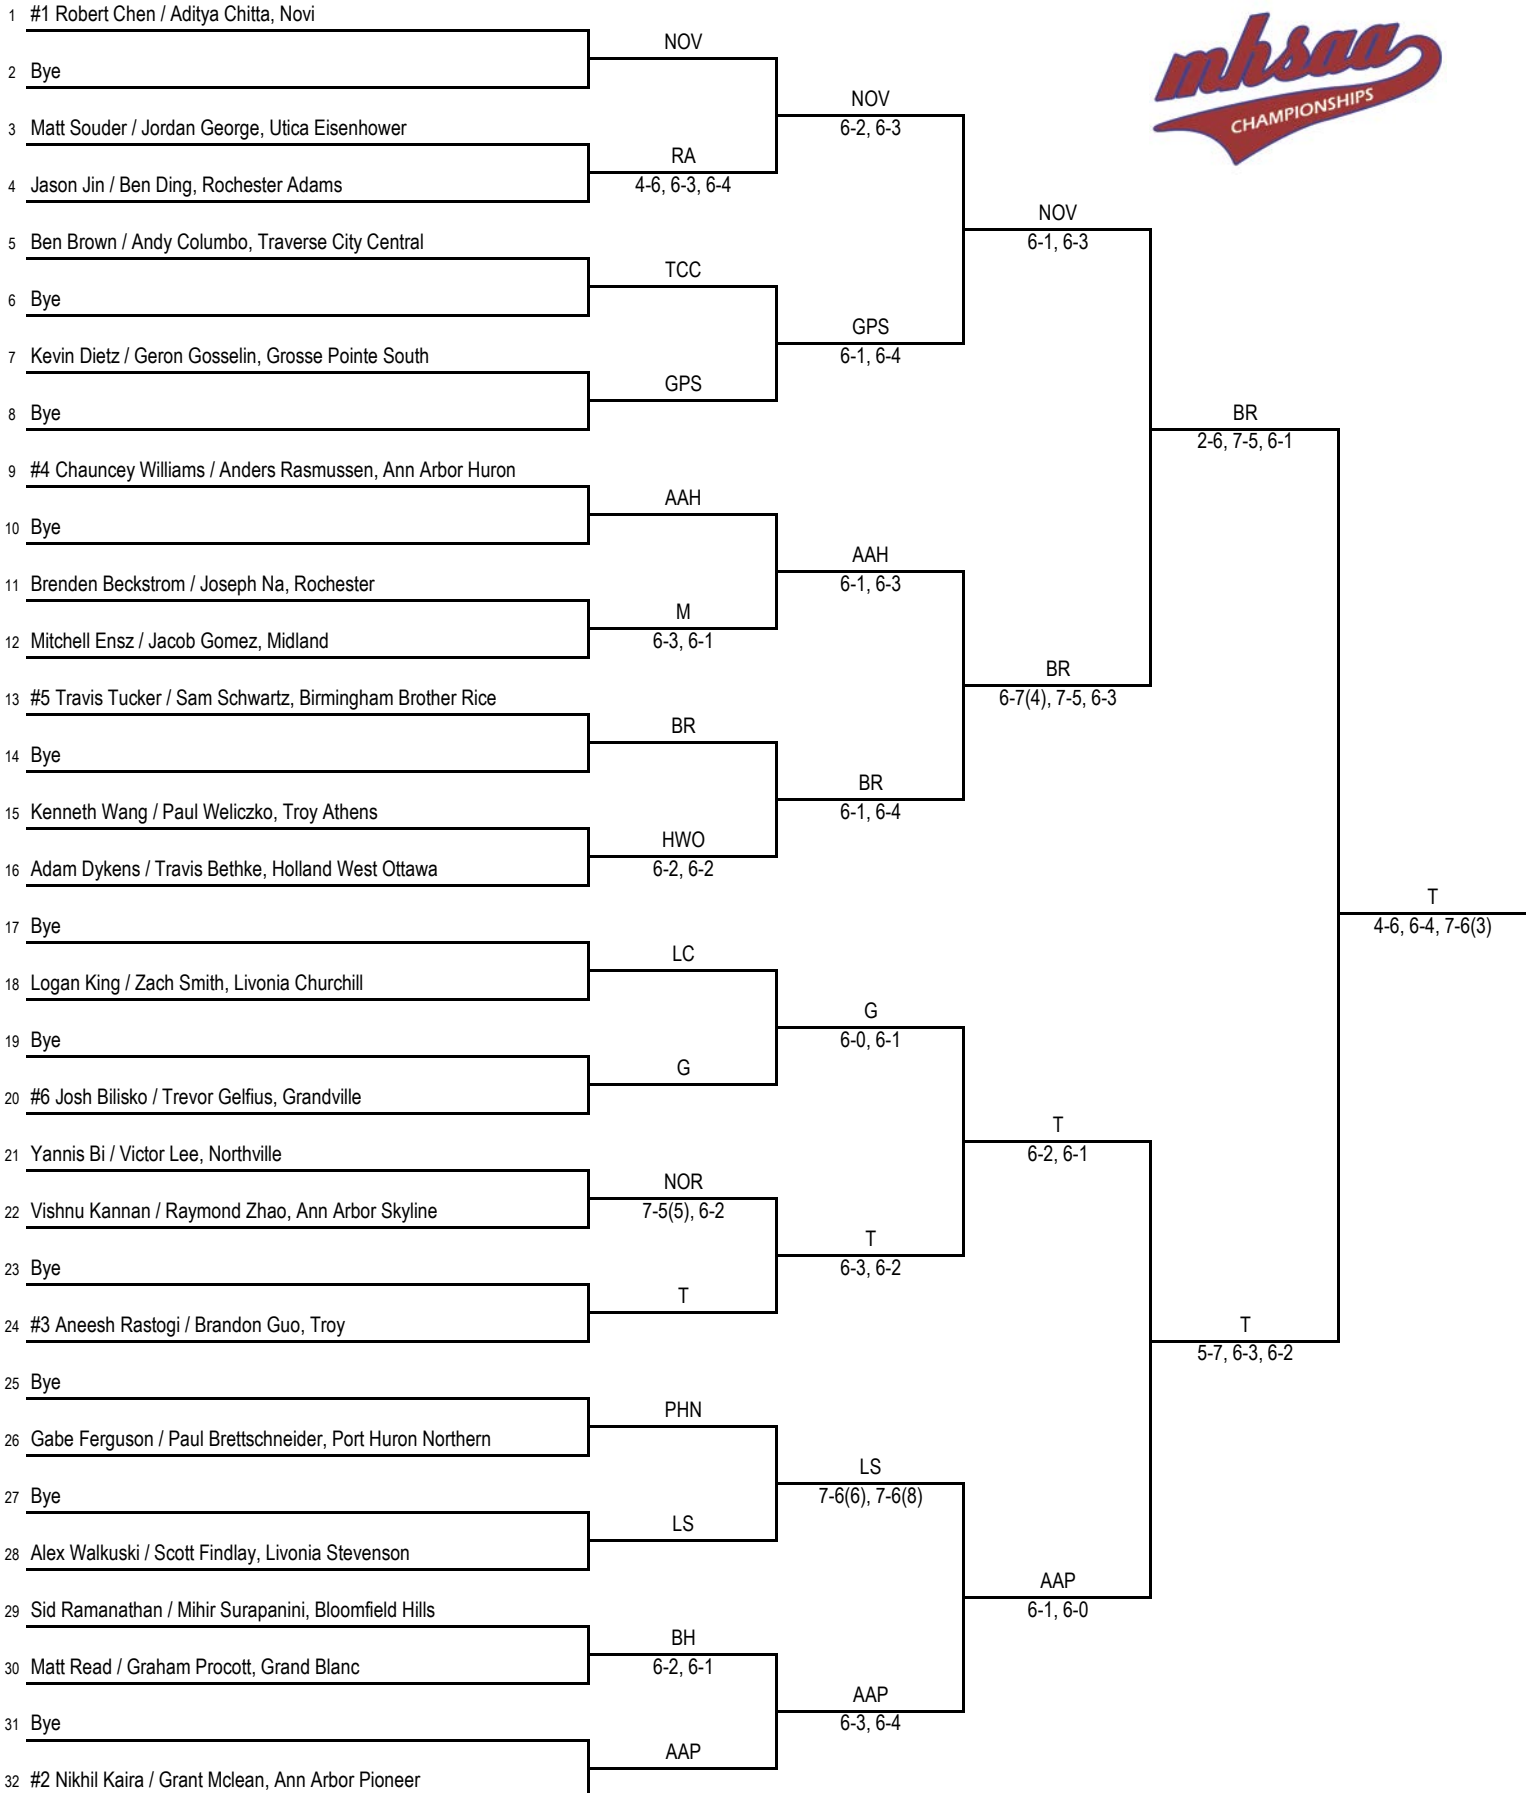 1 #1 Robert Chen / Aditya Chitta, Novi
NOV
2 Bye
NOV
6-2, 6-3
mhsaa
CHAMPIONSHIPS
3 Matt Souder / Jordan George, Utica Eisenhower
RA
4-6, 6-3, 6-4
4 Jason Jin / Ben Ding, Rochester Adams
NOV
6-1, 6-3
5 Ben Brown / Andy Columbo, Traverse City Central
TCC
6 Bye
GPS
6-1, 6-4
7 Kevin Dietz / Geron Gosselin, Grosse Pointe South
GPS
8 Bye
BR
2-6, 7-5, 6-1
9 #4 Chauncey Williams / Anders Rasmussen, Ann Arbor Huron
AAH
10 Bye
AAH
6-1, 6-3
11 Brenden Beckstrom / Joseph Na, Rochester
M
6-3, 6-1
12 Mitchell Ensz / Jacob Gomez, Midland
BR
6-7(4), 7-5, 6-3
13 #5 Travis Tucker / Sam Schwartz, Birmingham Brother Rice
BR
14 Bye
BR
6-1, 6-4
15 Kenneth Wang / Paul Weliczko, Troy Athens
HWO
6-2, 6-2
16 Adam Dykens / Travis Bethke, Holland West Ottawa
T
4-6, 6-4, 7-6(3)
17 Bye
LC
18 Logan King / Zach Smith, Livonia Churchill
G
6-0, 6-1
19 Bye
G
20 #6 Josh Bilisko / Trevor Gelfius, Grandville
T
6-2, 6-1
21 Yannis Bi / Victor Lee, Northville
NOR
7-5(5), 6-2
22 Vishnu Kannan / Raymond Zhao, Ann Arbor Skyline
T
6-3, 6-2
23 Bye
T
24 #3 Aneesh Rastogi / Brandon Guo, Troy
T
5-7, 6-3, 6-2
25 Bye
PHN
26 Gabe Ferguson / Paul Brettschneider, Port Huron Northern
LS
7-6(6), 7-6(8)
27 Bye
LS
28 Alex Walkuski / Scott Findlay, Livonia Stevenson
AAP
6-1, 6-0
29 Sid Ramanathan / Mihir Surapanini, Bloomfield Hills
BH
6-2, 6-1
30 Matt Read / Graham Procott, Grand Blanc
AAP
6-3, 6-4
31 Bye
AAP
32 #2 Nikhil Kaira / Grant Mclean, Ann Arbor Pioneer